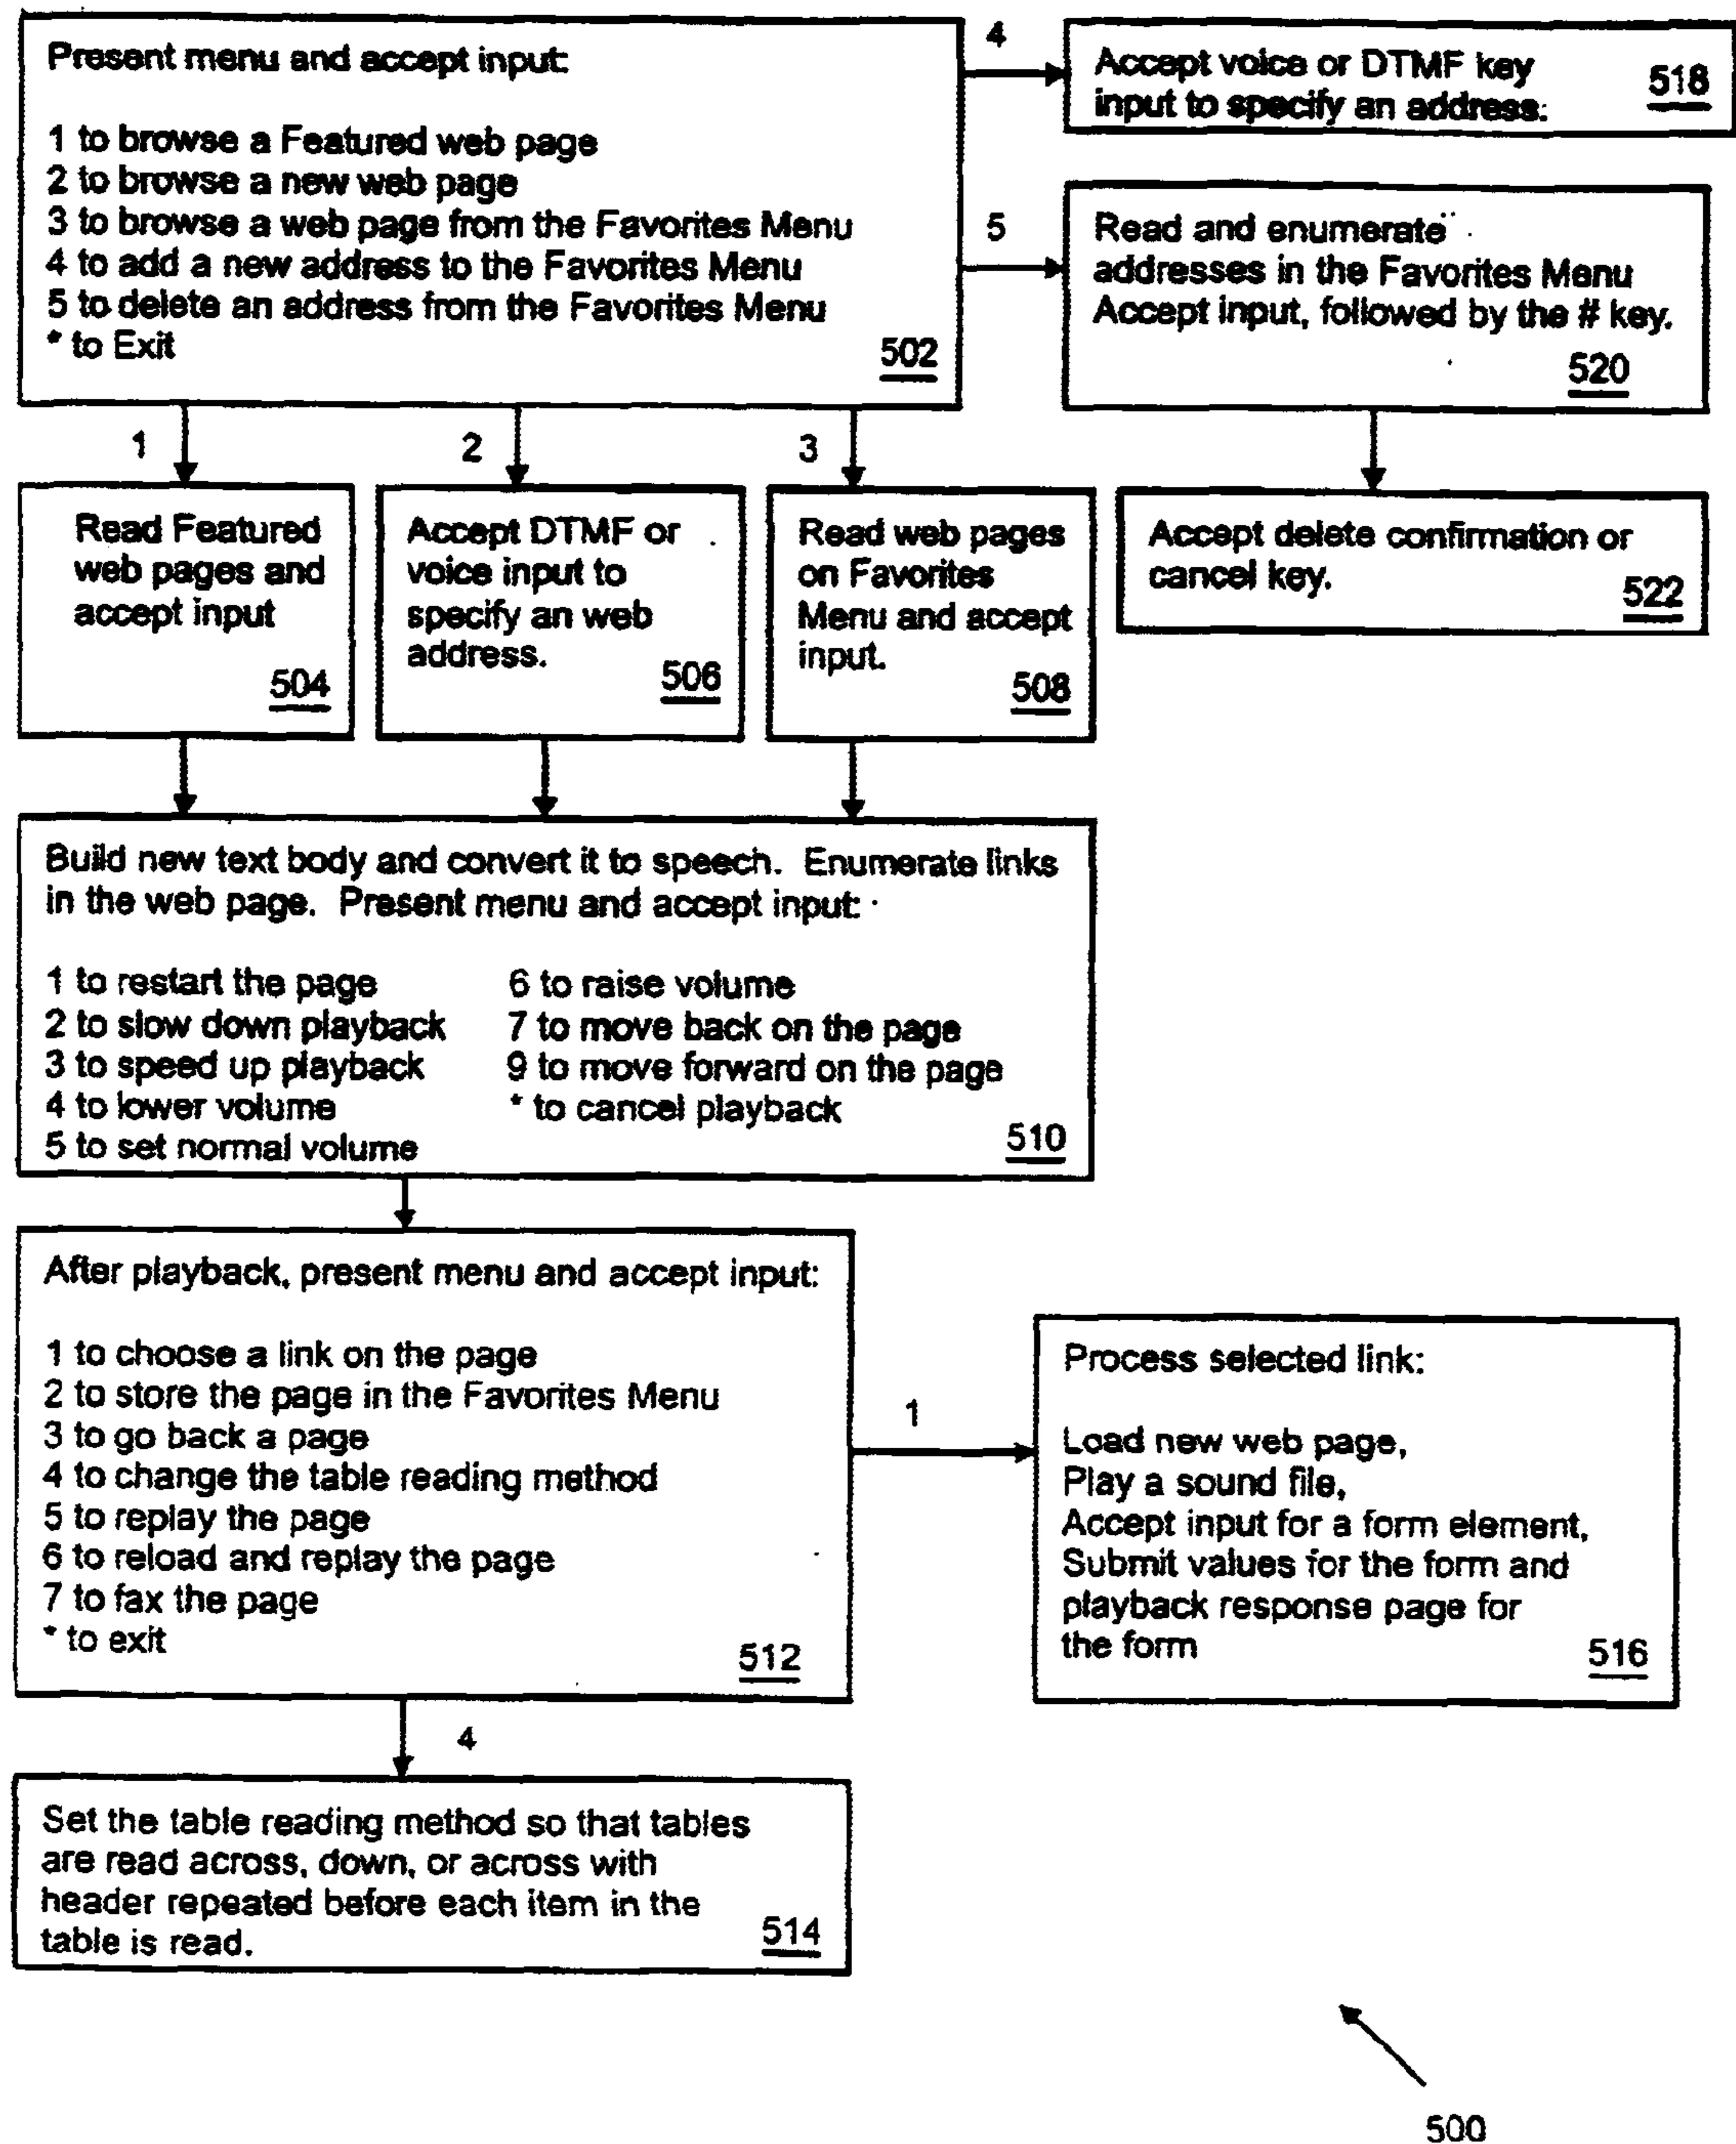 Present menu and accept input:
1 to browse a Featured web page
2 to browse a new web page
3 to browse a web page from the Favorites Menu
4 to add a new address to the Favorites Menu
5 to delete an address from the Favorites Menu
* to Exit
502
4
Accept voice or DTMF key
input to specify an address:
518
5
Read and enumerate
addresses in the Favorites Menu
Accept input, followed by the # key.
520
1
2
3
Read Featured
web pages and
accept input
504
Accept DTMF or
voice input to
specify an web
address.
506
Read web pages
on Favorites
Menu and accept
input.
508
Accept delete confirmation or
cancel key.
522
Build new text body and convert it to speech. Enumerate links
in the web page. Present menu and accept input:
1 to restart the page
2 to slow down playback
3 to speed up playback
4 to lower volume
5 to set normal volume
6 to raise volume
7 to move back on the page
9 to move forward on the page
* to cancel playback
510
After playback, present menu and accept input:
1 to choose a link on the page
2 to store the page in the Favorites Menu
3 to go back a page
4 to change the table reading method
5 to replay the page
6 to reload and replay the page
7 to fax the page
* to exit
512
1
Process selected link:
Load new web page,
Play a sound file,
Accept input for a form element,
Submit values for the form and
playback response page for
the form
516
4
Set the table reading method so that tables
are read across, down, or across with
header repeated before each item in the
table is read.
514
500